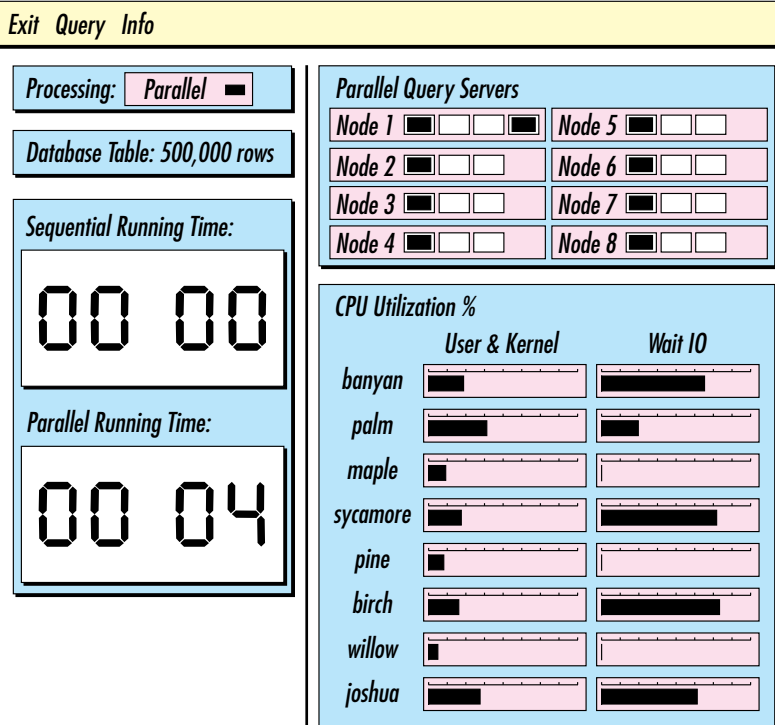 Exit Query Info
Processing: Parallel
Database Table: 500,000 rows
Sequential Running Time:
00 00
Parallel Running Time:
00 04
Parallel Query Servers
Node 1 Node 5
Node 2 Node 6
Node 3 Node 7
Node 4 Node 8
CPU Utilization %
User & Kernel Wait IO
banyan
palm
maple
sycamore
pine
birch
willow
joshua